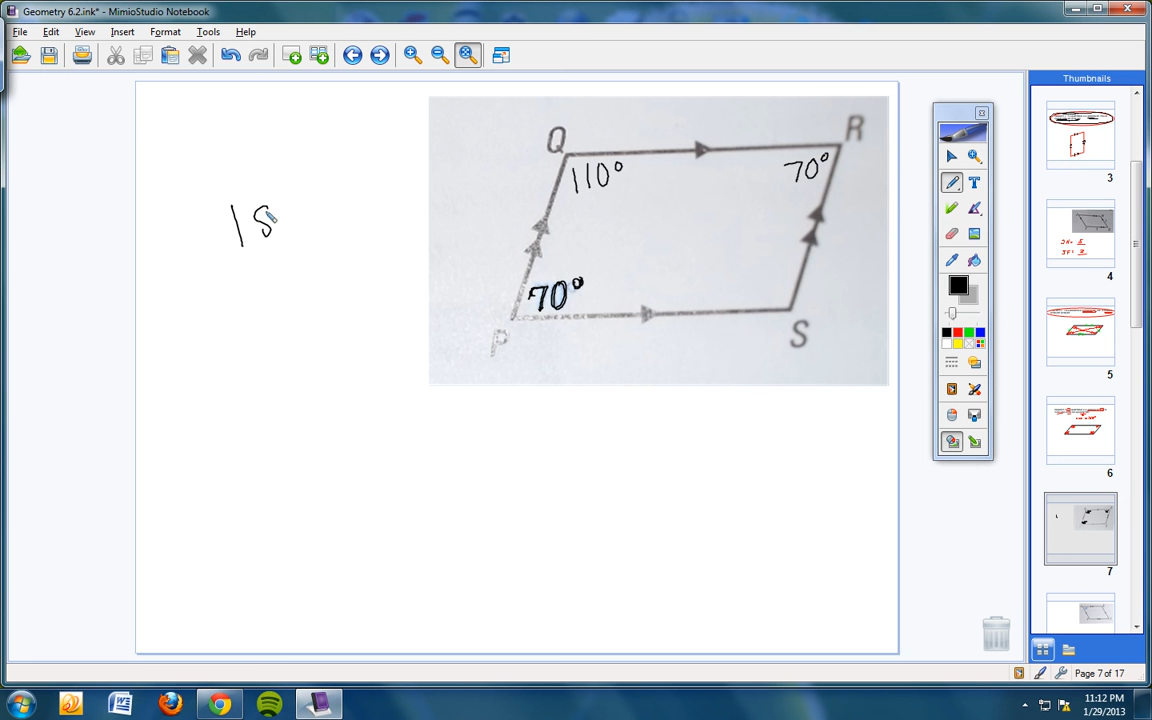 Geometry 6.2.ink* - MimioStudio Notebook
File Edit View Insert Format Tools Help
Thumbnails
Q
R
110°
70°
18
70°
P
S
3
4
5
6
7
Page 7 of 17
11:12 PM
1/29/2013